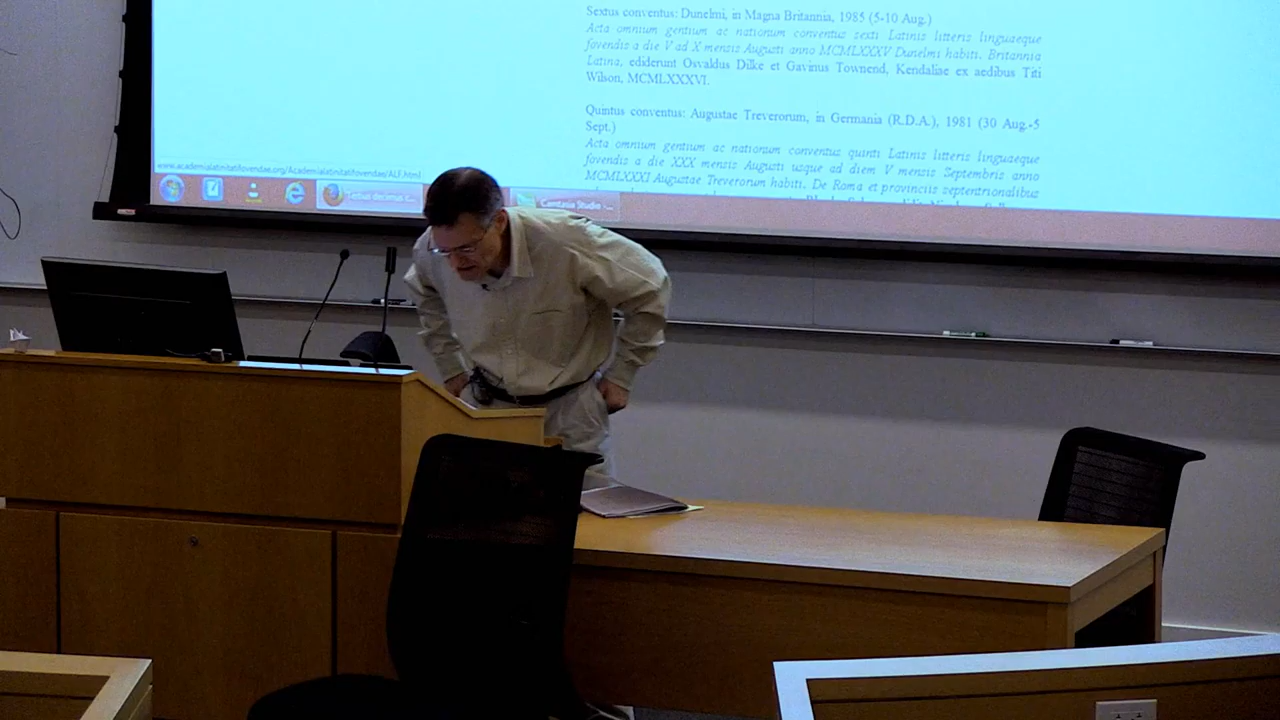 Sextus conventus: Dunelmi, in Magna Britannia, 1985 (5-10 Aug.)
Acta omnium gentium ac nationum conventus sexti Latinis litteris linguaeque
fovendis a die V ad X mensis Augusti anno MCMLXXXV Dunelmi habiti. Britannia
Latina, ediderunt Osvaldus Dilke et Gavinus Townend, Kendaliae ex aedibus Titi
Wilson, MCMLXXXVI.
Quintus conventus: Augustae Treverorum, in Germania (R.D.A.), 1981 (30 Aug.-5
Sept.)
Acta omnium gentium ac nationum conventus quinti Latinis litteris linguaeque
fovendis a die XXX mensis Augusti usque ad diem V mensis Septembris anno
MCMLXXXI Augustae Treverorum habiti. De Roma et provinciis septentrionalibus
www.academialatinitatifovendae.org/Academialatinitatifovendae/ALF.html
Tertius decimus c...
Camtasia Studio -...